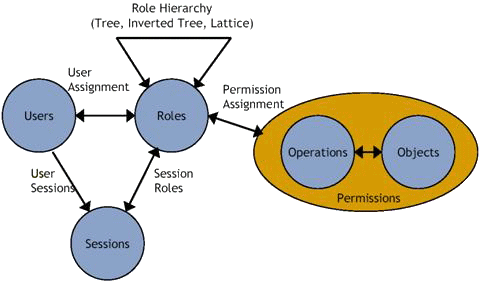 Role Hierarchy
(Tree, Inverted Tree, Lattice)
User
Assignment
Permission
Assignment
Users
Roles
Operations
Objects
User
Sessions
Session
Roles
Permissions
Sessions